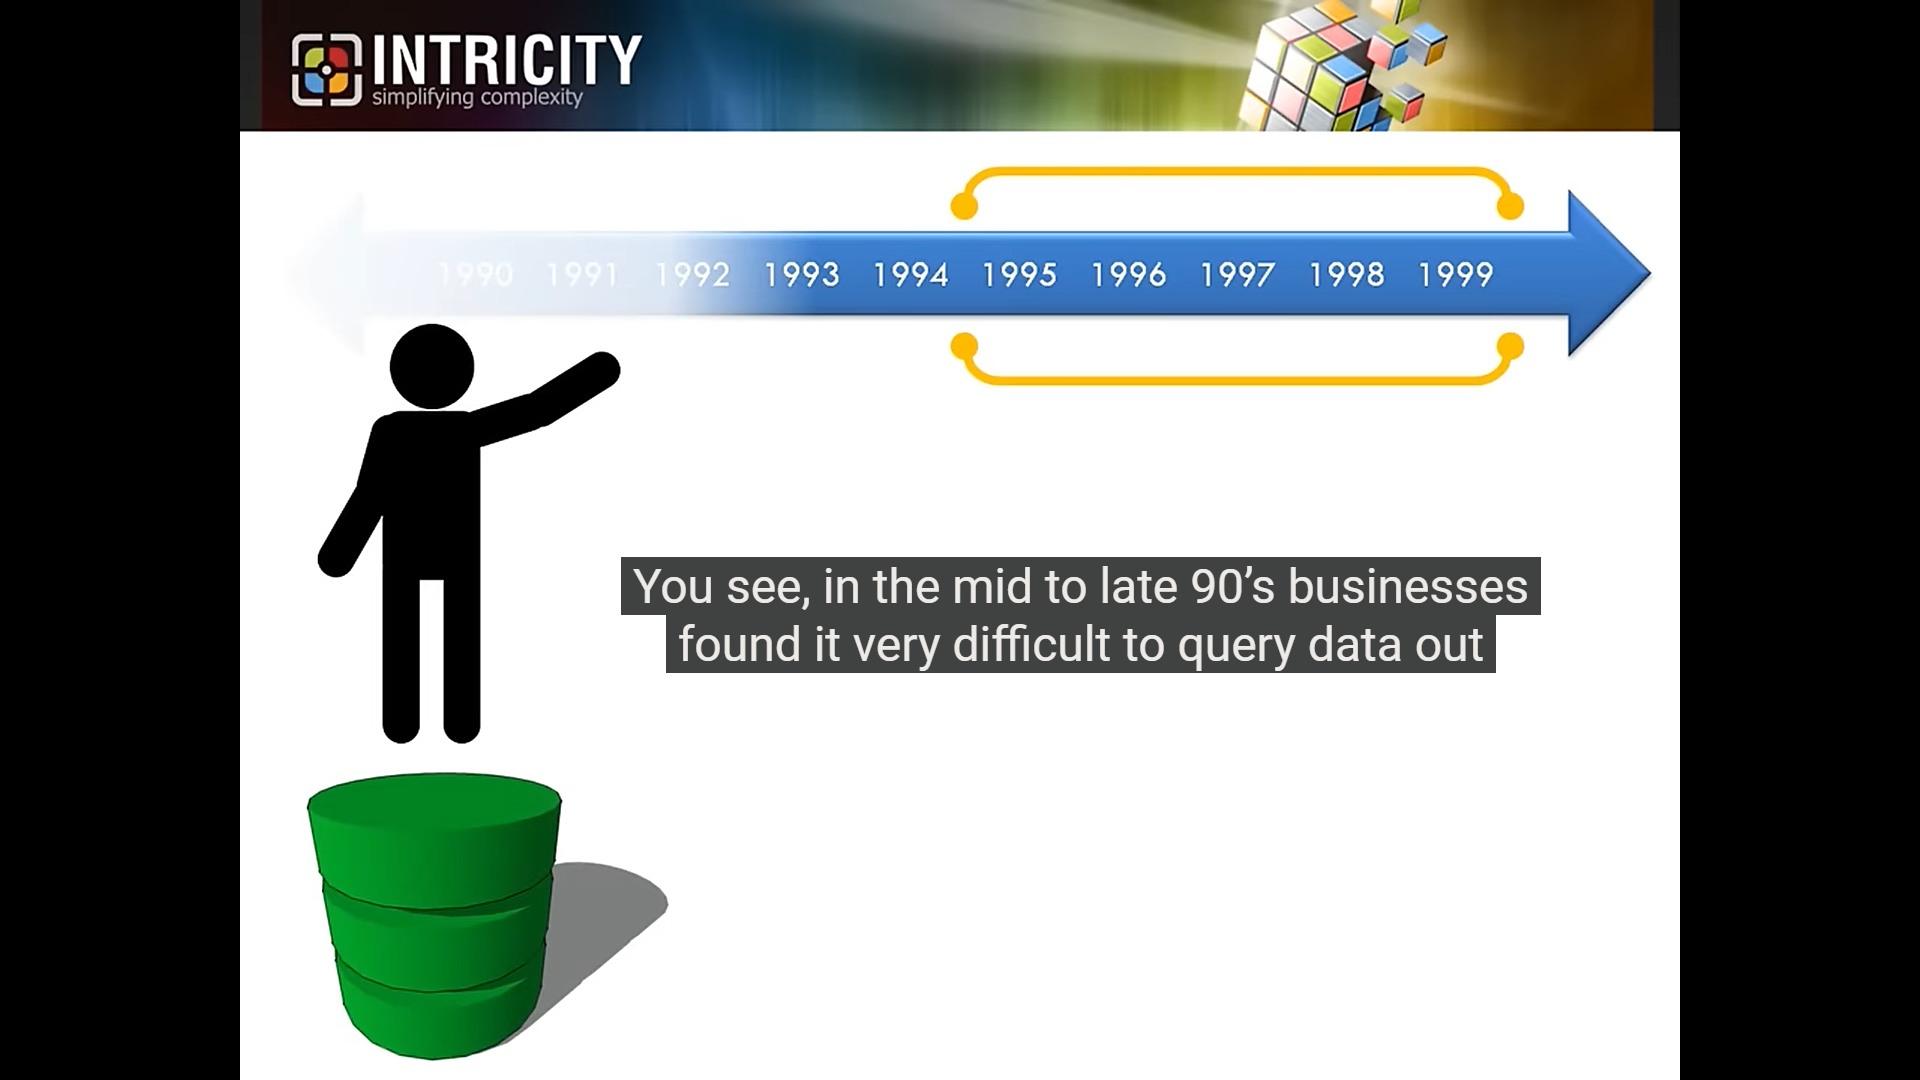 INTRICITY
simplifying complexity
1990 1991 1992 1993 1994 1995 1996 1997 1998 1999
You see, in the mid to late 90’s businesses
found it very difficult to query data out